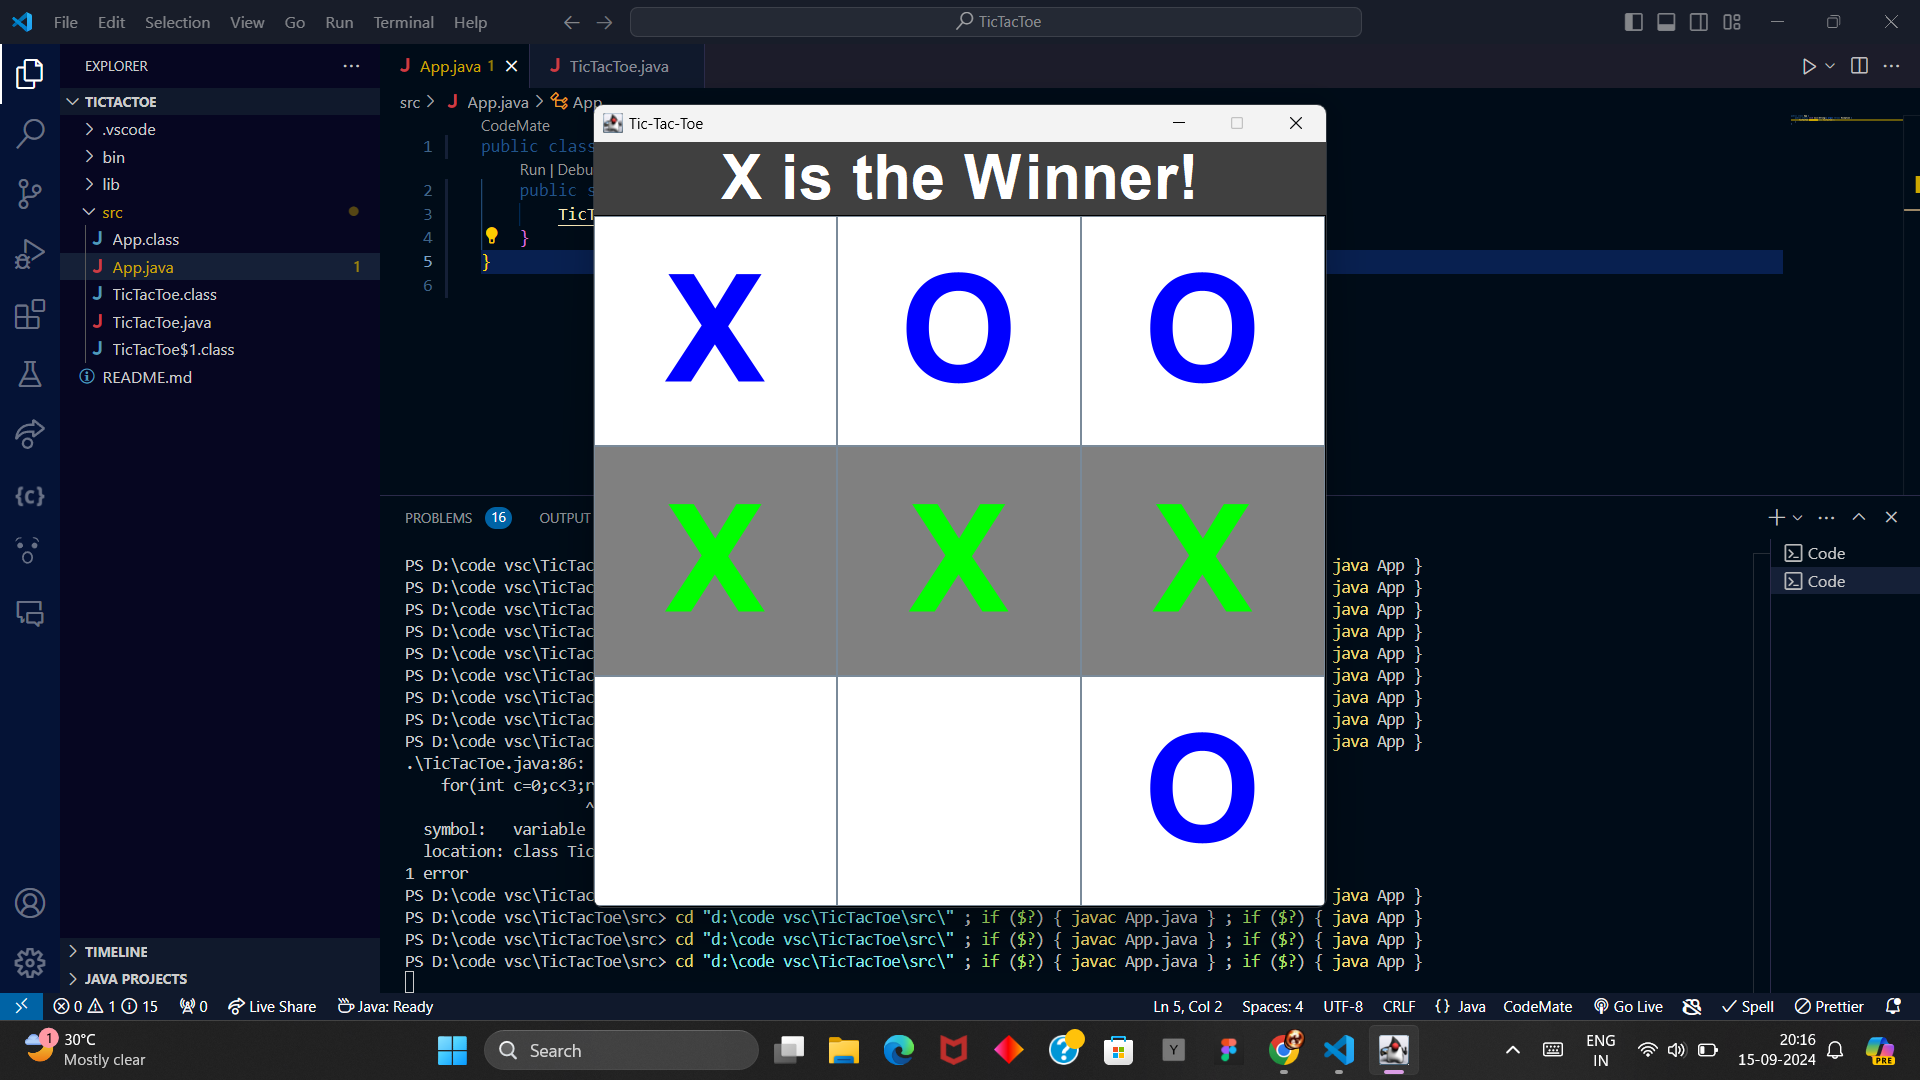 File Edit Selection View Go Run Terminal Help
TicTacToe
EXPLORER
TICTACTOE
.vscode
bin
lib
src
App.class
App.java 1
TicTacToe.class
TicTacToe.java
TicTacToe$1.class
README.md
TIMELINE
JAVA PROJECTS
App.java 1
TicTacToe.java
src > App.java > App
CodeMate
1 public class
Run | Debu
2 public s
3 TicT
4 }
5 }
6
Tic-Tac-Toe
X is the Winner!
X O O
X X X
O
PROBLEMS 16 OUTPUT
Code
Code
PS D:\code vsc\TicTac java App }
PS D:\code vsc\TicTac java App }
PS D:\code vsc\TicTac java App }
PS D:\code vsc\TicTac java App }
PS D:\code vsc\TicTac java App }
PS D:\code vsc\TicTac java App }
PS D:\code vsc\TicTac java App }
PS D:\code vsc\TicTac java App }
PS D:\code vsc\TicTac java App }
.\TicTacToe.java:86:
for(int c=0;c<3;r
^
symbol: variable
location: class Tic
1 error
PS D:\code vsc\TicTac java App }
PS D:\code vsc\TicTacToe\src> cd "d:\code vsc\TicTacToe\src\" ; if ($?) { javac App.java } ; if ($?) { java App }
PS D:\code vsc\TicTacToe\src> cd "d:\code vsc\TicTacToe\src\" ; if ($?) { javac App.java } ; if ($?) { java App }
PS D:\code vsc\TicTacToe\src> cd "d:\code vsc\TicTacToe\src\" ; if ($?) { javac App.java } ; if ($?) { java App }
0 1 15 0 Live Share Java: Ready Ln 5, Col 2 Spaces: 4 UTF-8 CRLF {} Java CodeMate Go Live Spell Prettier
1 30°C
Mostly clear
Search
Y
PRE
ENG
IN
20:16
15-09-2024